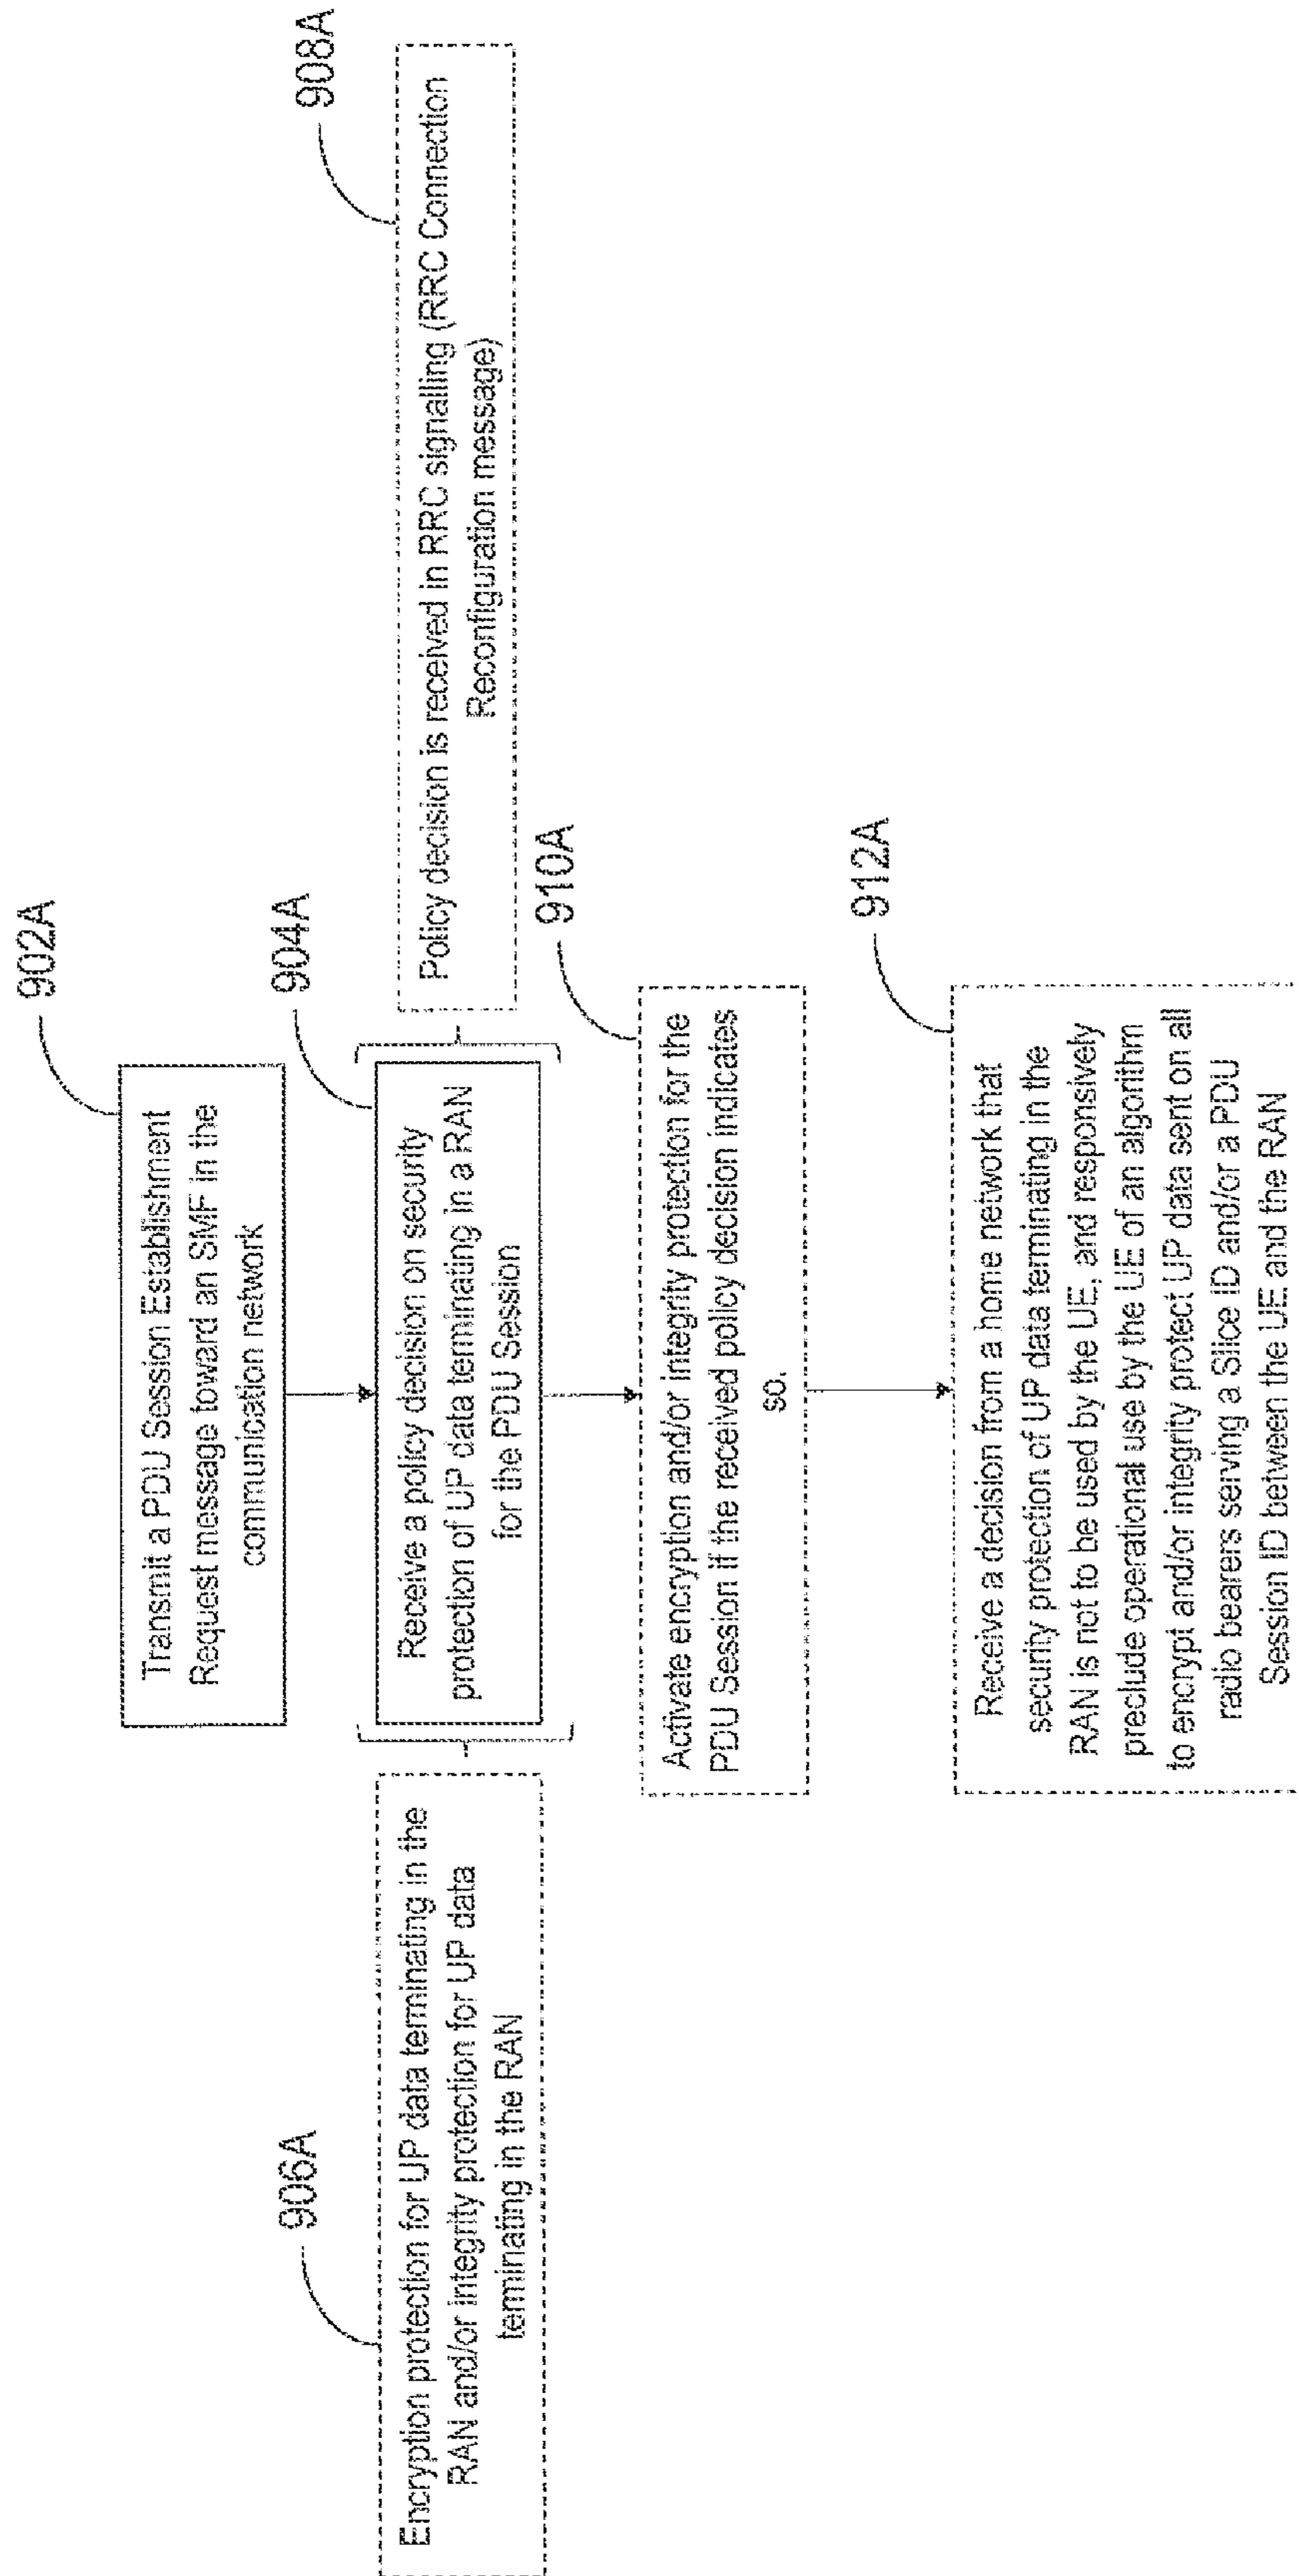 902A
Transmit a PDU Session Establishment
Request message toward an SMF in the
communication network
904A
Receive a policy decision on security
protection of UP data terminating in a RAN
for the PDU Session
906A
Encryption protection for UP data terminating in the
RAN and/or integrity protection for UP data
terminating in the RAN
908A
Policy decision is received in RRC signalling (RRC Connection
Reconfiguration message)
910A
Activate encryption and/or integrity protection for the
PDU Session if the received policy decision indicates
so.
912A
Receive a decision from a home network that
security protection of UP data terminating in the
RAN is not to be used by the UE, and responsively
preclude operational use by the UE of an algorithm
to encrypt and/or integrity protect UP data sent on all
radio bearers serving a Slice ID and/or a PDU
Session ID between the UE and the RAN